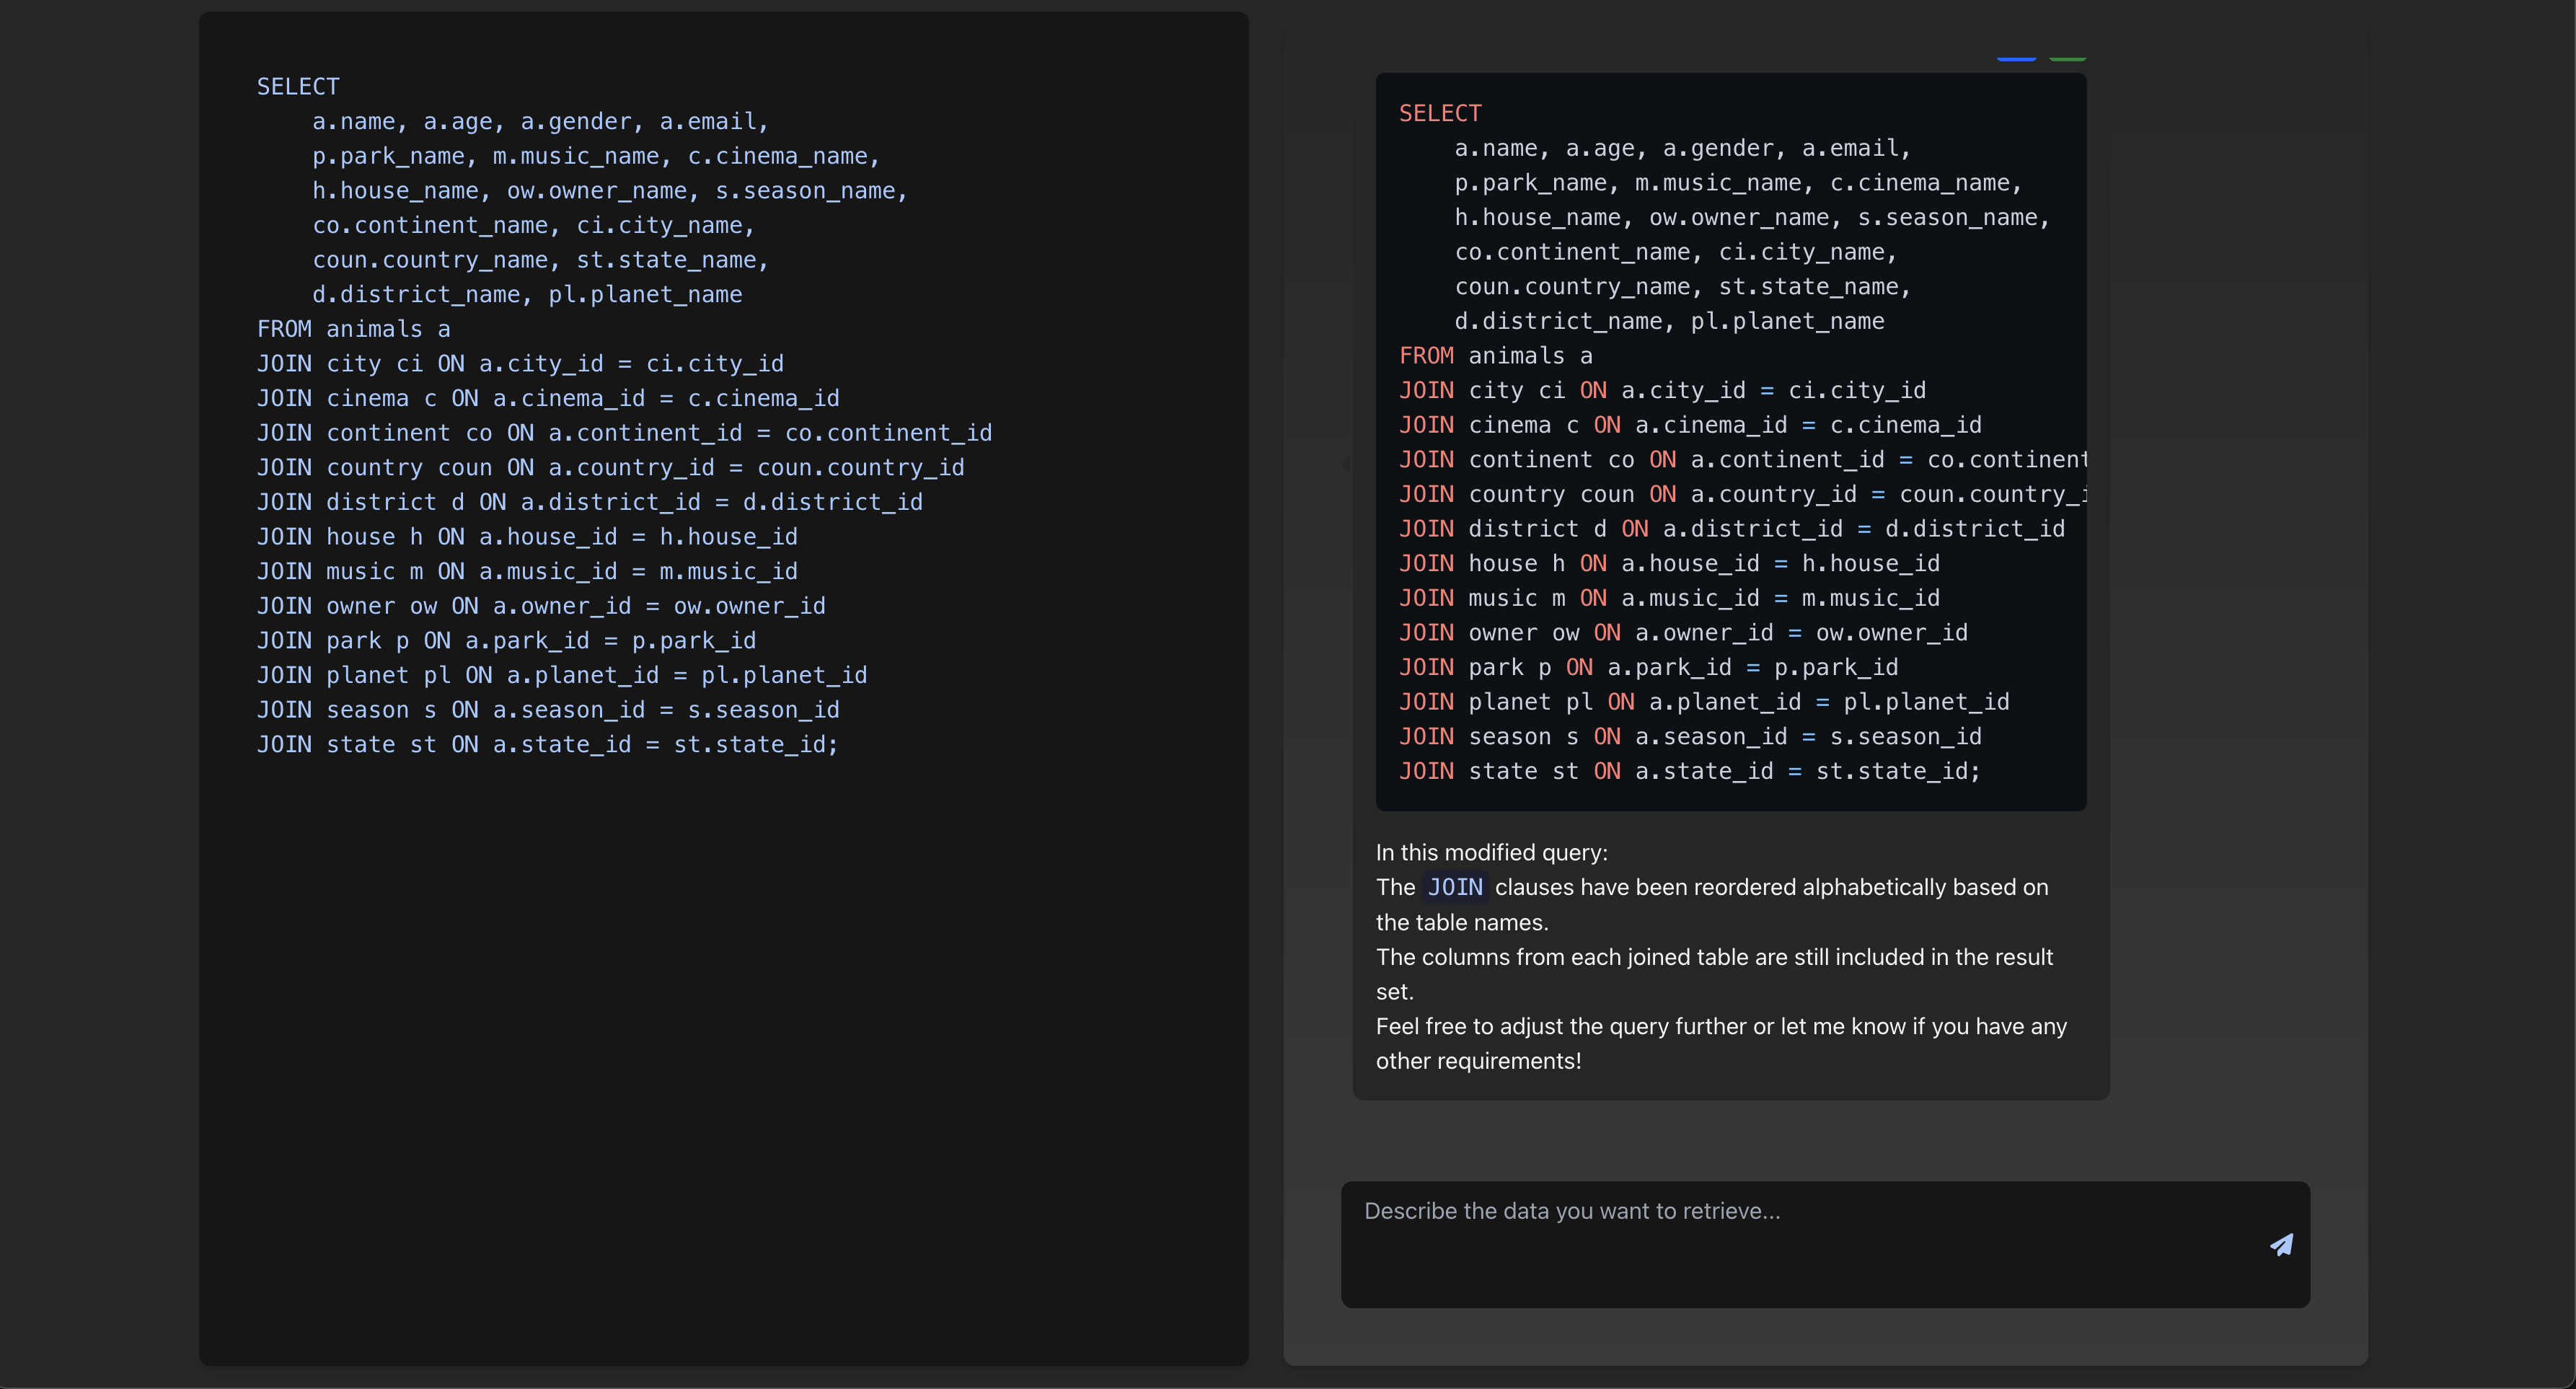 SELECT
    a.name, a.age, a.gender, a.email,
    p.park_name, m.music_name, c.cinema_name,
    h.house_name, ow.owner_name, s.season_name,
    co.continent_name, ci.city_name,
    coun.country_name, st.state_name,
    d.district_name, pl.planet_name
FROM animals a
JOIN city ci ON a.city_id = ci.city_id
JOIN cinema c ON a.cinema_id = c.cinema_id
JOIN continent co ON a.continent_id = co.continent_id
JOIN country coun ON a.country_id = coun.country_id
JOIN district d ON a.district_id = d.district_id
JOIN house h ON a.house_id = h.house_id
JOIN music m ON a.music_id = m.music_id
JOIN owner ow ON a.owner_id = ow.owner_id
JOIN park p ON a.park_id = p.park_id
JOIN planet pl ON a.planet_id = pl.planet_id
JOIN season s ON a.season_id = s.season_id
JOIN state st ON a.state_id = st.state_id;
SELECT
    a.name, a.age, a.gender, a.email,
    p.park_name, m.music_name, c.cinema_name,
    h.house_name, ow.owner_name, s.season_name,
    co.continent_name, ci.city_name,
    coun.country_name, st.state_name,
    d.district_name, pl.planet_name
FROM animals a
JOIN city ci ON a.city_id = ci.city_id
JOIN cinema c ON a.cinema_id = c.cinema_id
JOIN continent co ON a.continent_id = co.continent
JOIN country coun ON a.country_id = coun.country_i
JOIN district d ON a.district_id = d.district_id
JOIN house h ON a.house_id = h.house_id
JOIN music m ON a.music_id = m.music_id
JOIN owner ow ON a.owner_id = ow.owner_id
JOIN park p ON a.park_id = p.park_id
JOIN planet pl ON a.planet_id = pl.planet_id
JOIN season s ON a.season_id = s.season_id
JOIN state st ON a.state_id = st.state_id;
In this modified query:
The JOIN clauses have been reordered alphabetically based on
the table names.
The columns from each joined table are still included in the result
set.
Feel free to adjust the query further or let me know if you have any
other requirements!
Describe the data you want to retrieve...